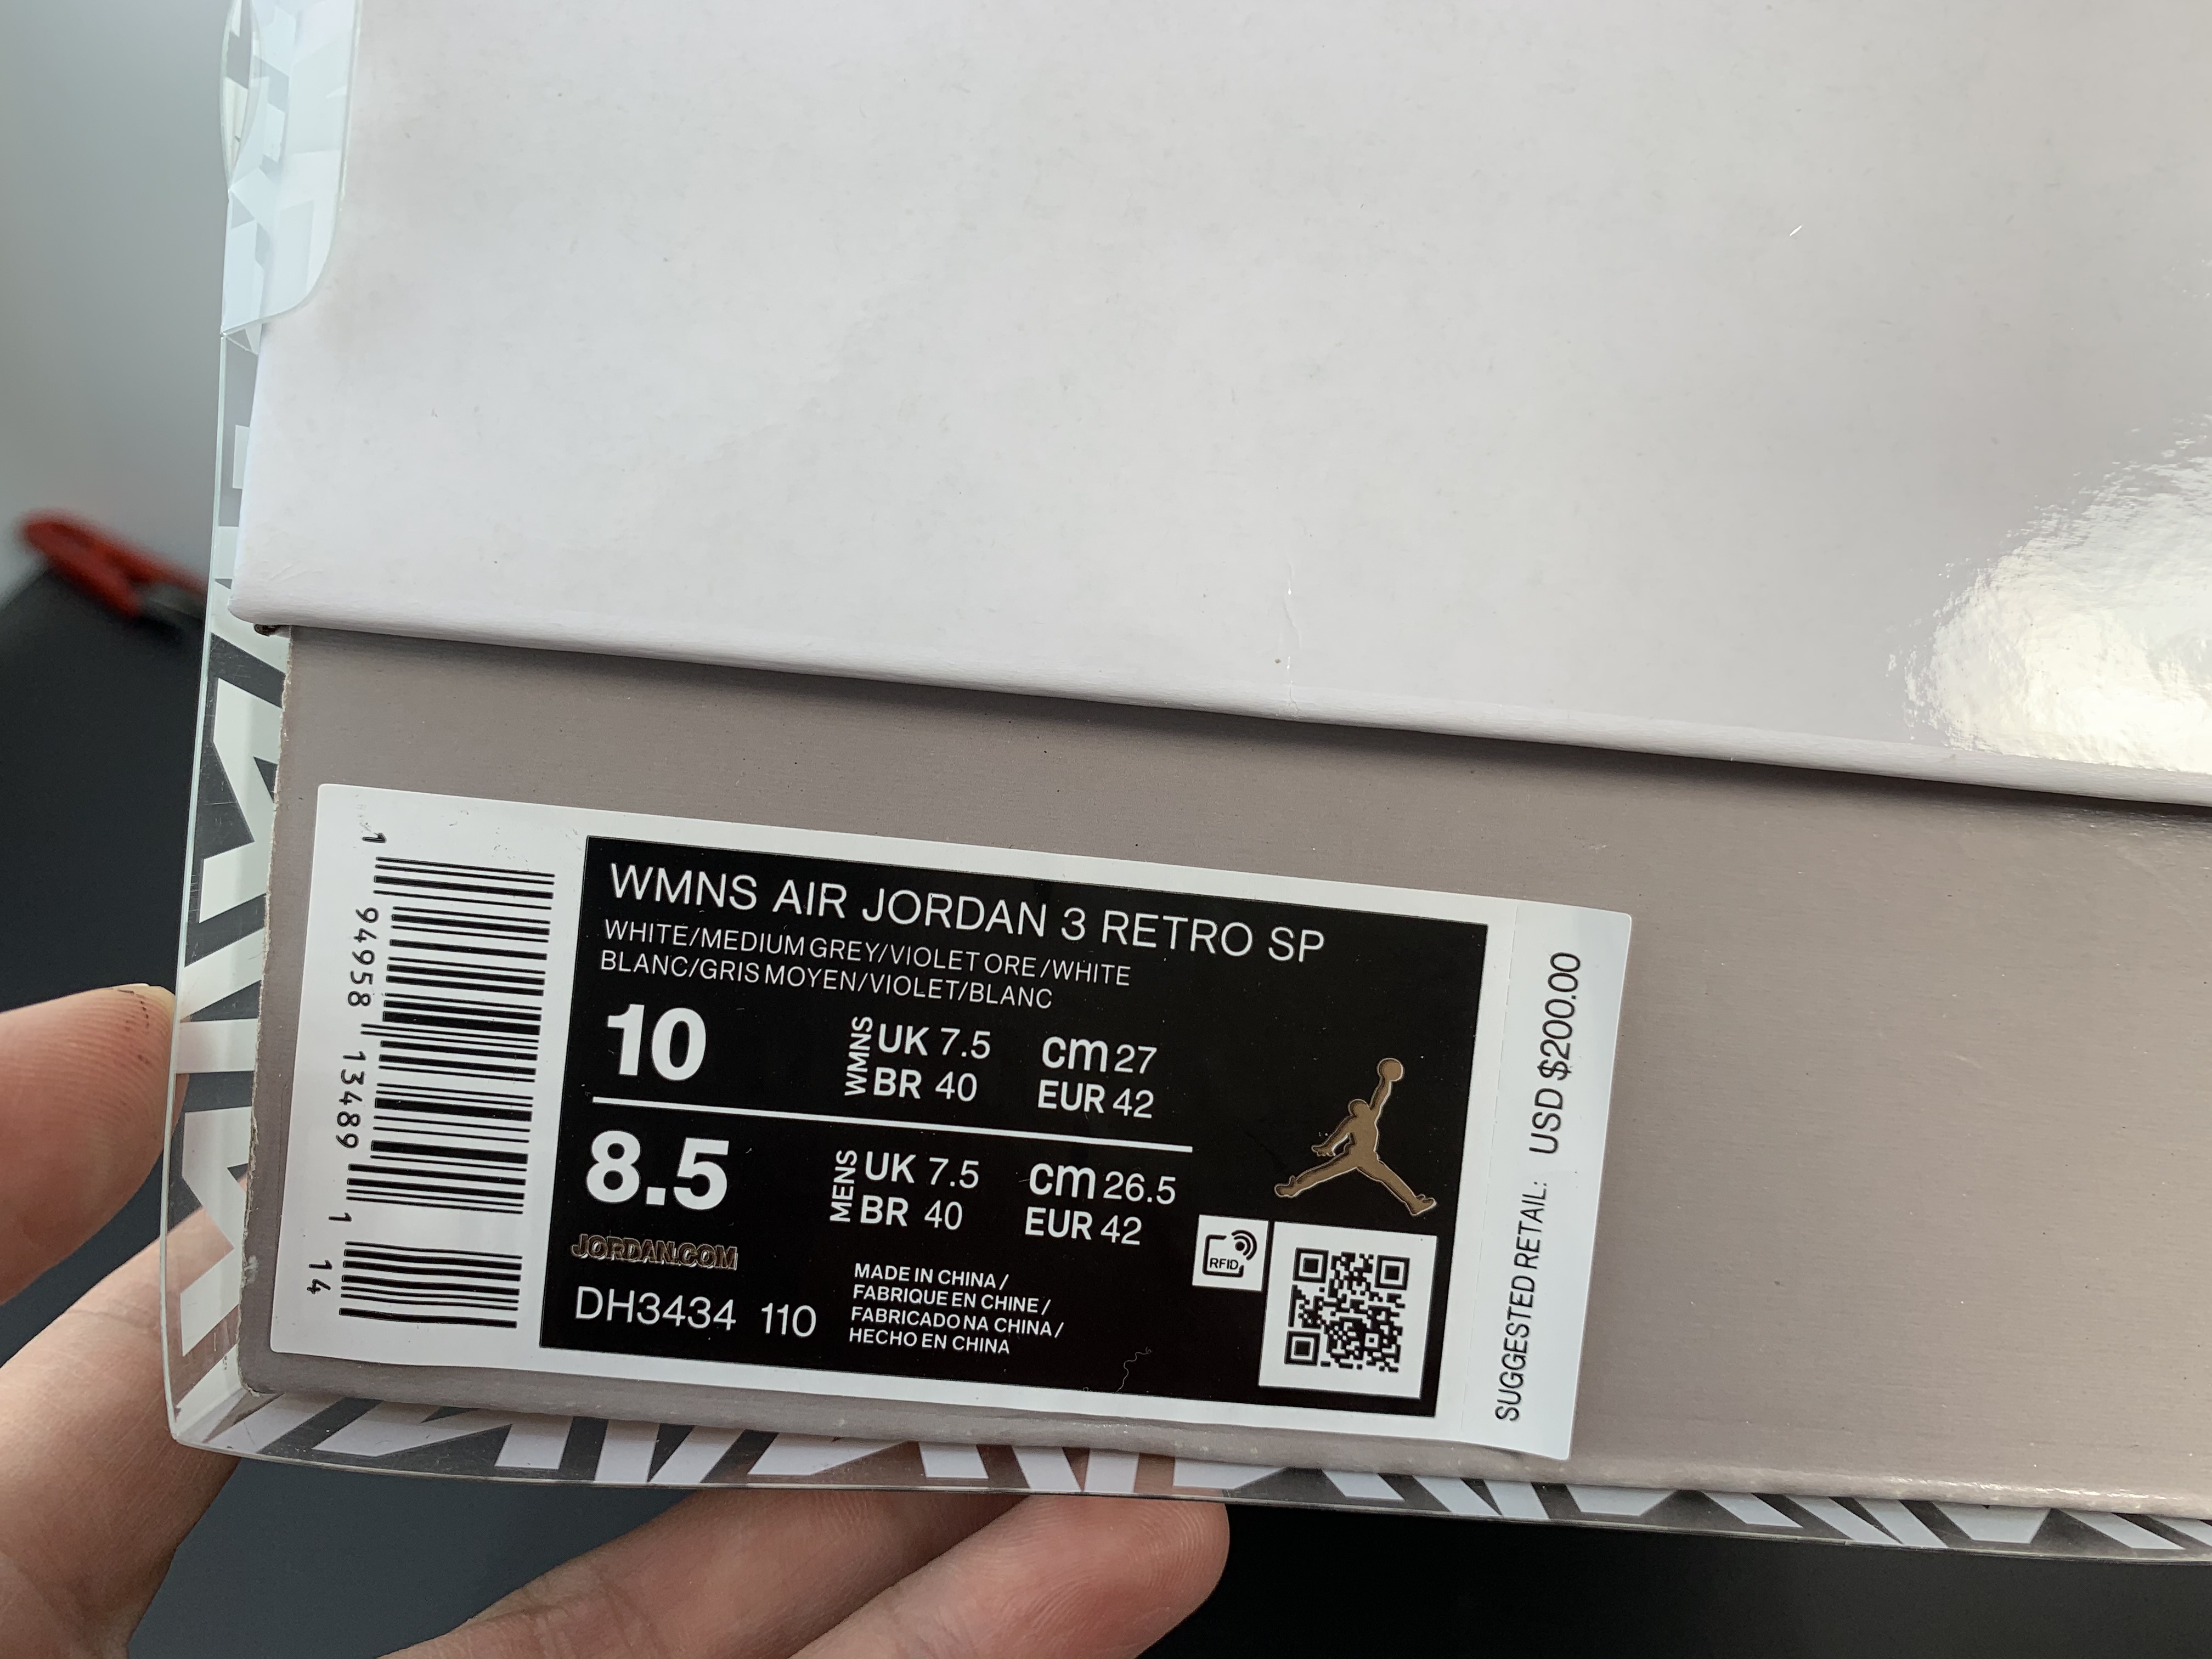 WMNS AIR JORDAN 3 RETRO SP
WHITE/MEDIUM GREY/VIOLET ORE/WHITE
BLANC/GRIS MOYEN/VIOLET/BLANC
10 WMNS UK 7.5 cm 27
BR 40 EUR 42
8.5 MENS UK 7.5 cm 26.5
BR 40 EUR 42
JORDAN.COM
DH3434 110
MADE IN CHINA /
FABRIQUE EN CHINE /
FABRICADO NA CHINA /
HECHO EN CHINA
RFID
SUGGESTED RETAIL: USD $200.00
1 94958 13489 1 14